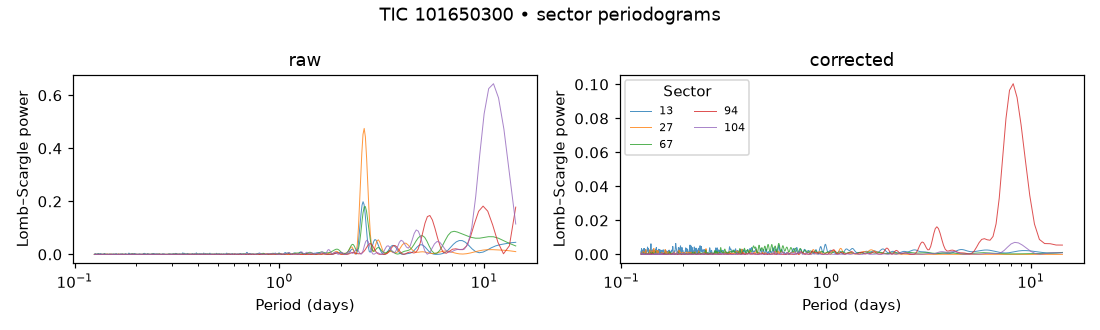 TIC 101650300 • sector periodograms
raw
corrected
Lomb–Scargle power
0.6
0.4
0.2
0.0
10⁻¹
10⁰
10¹
Period (days)
Lomb–Scargle power
0.10
0.08
0.06
0.04
0.02
0.00
Sector
13
27
67
94
104
10⁻¹
10⁰
10¹
Period (days)